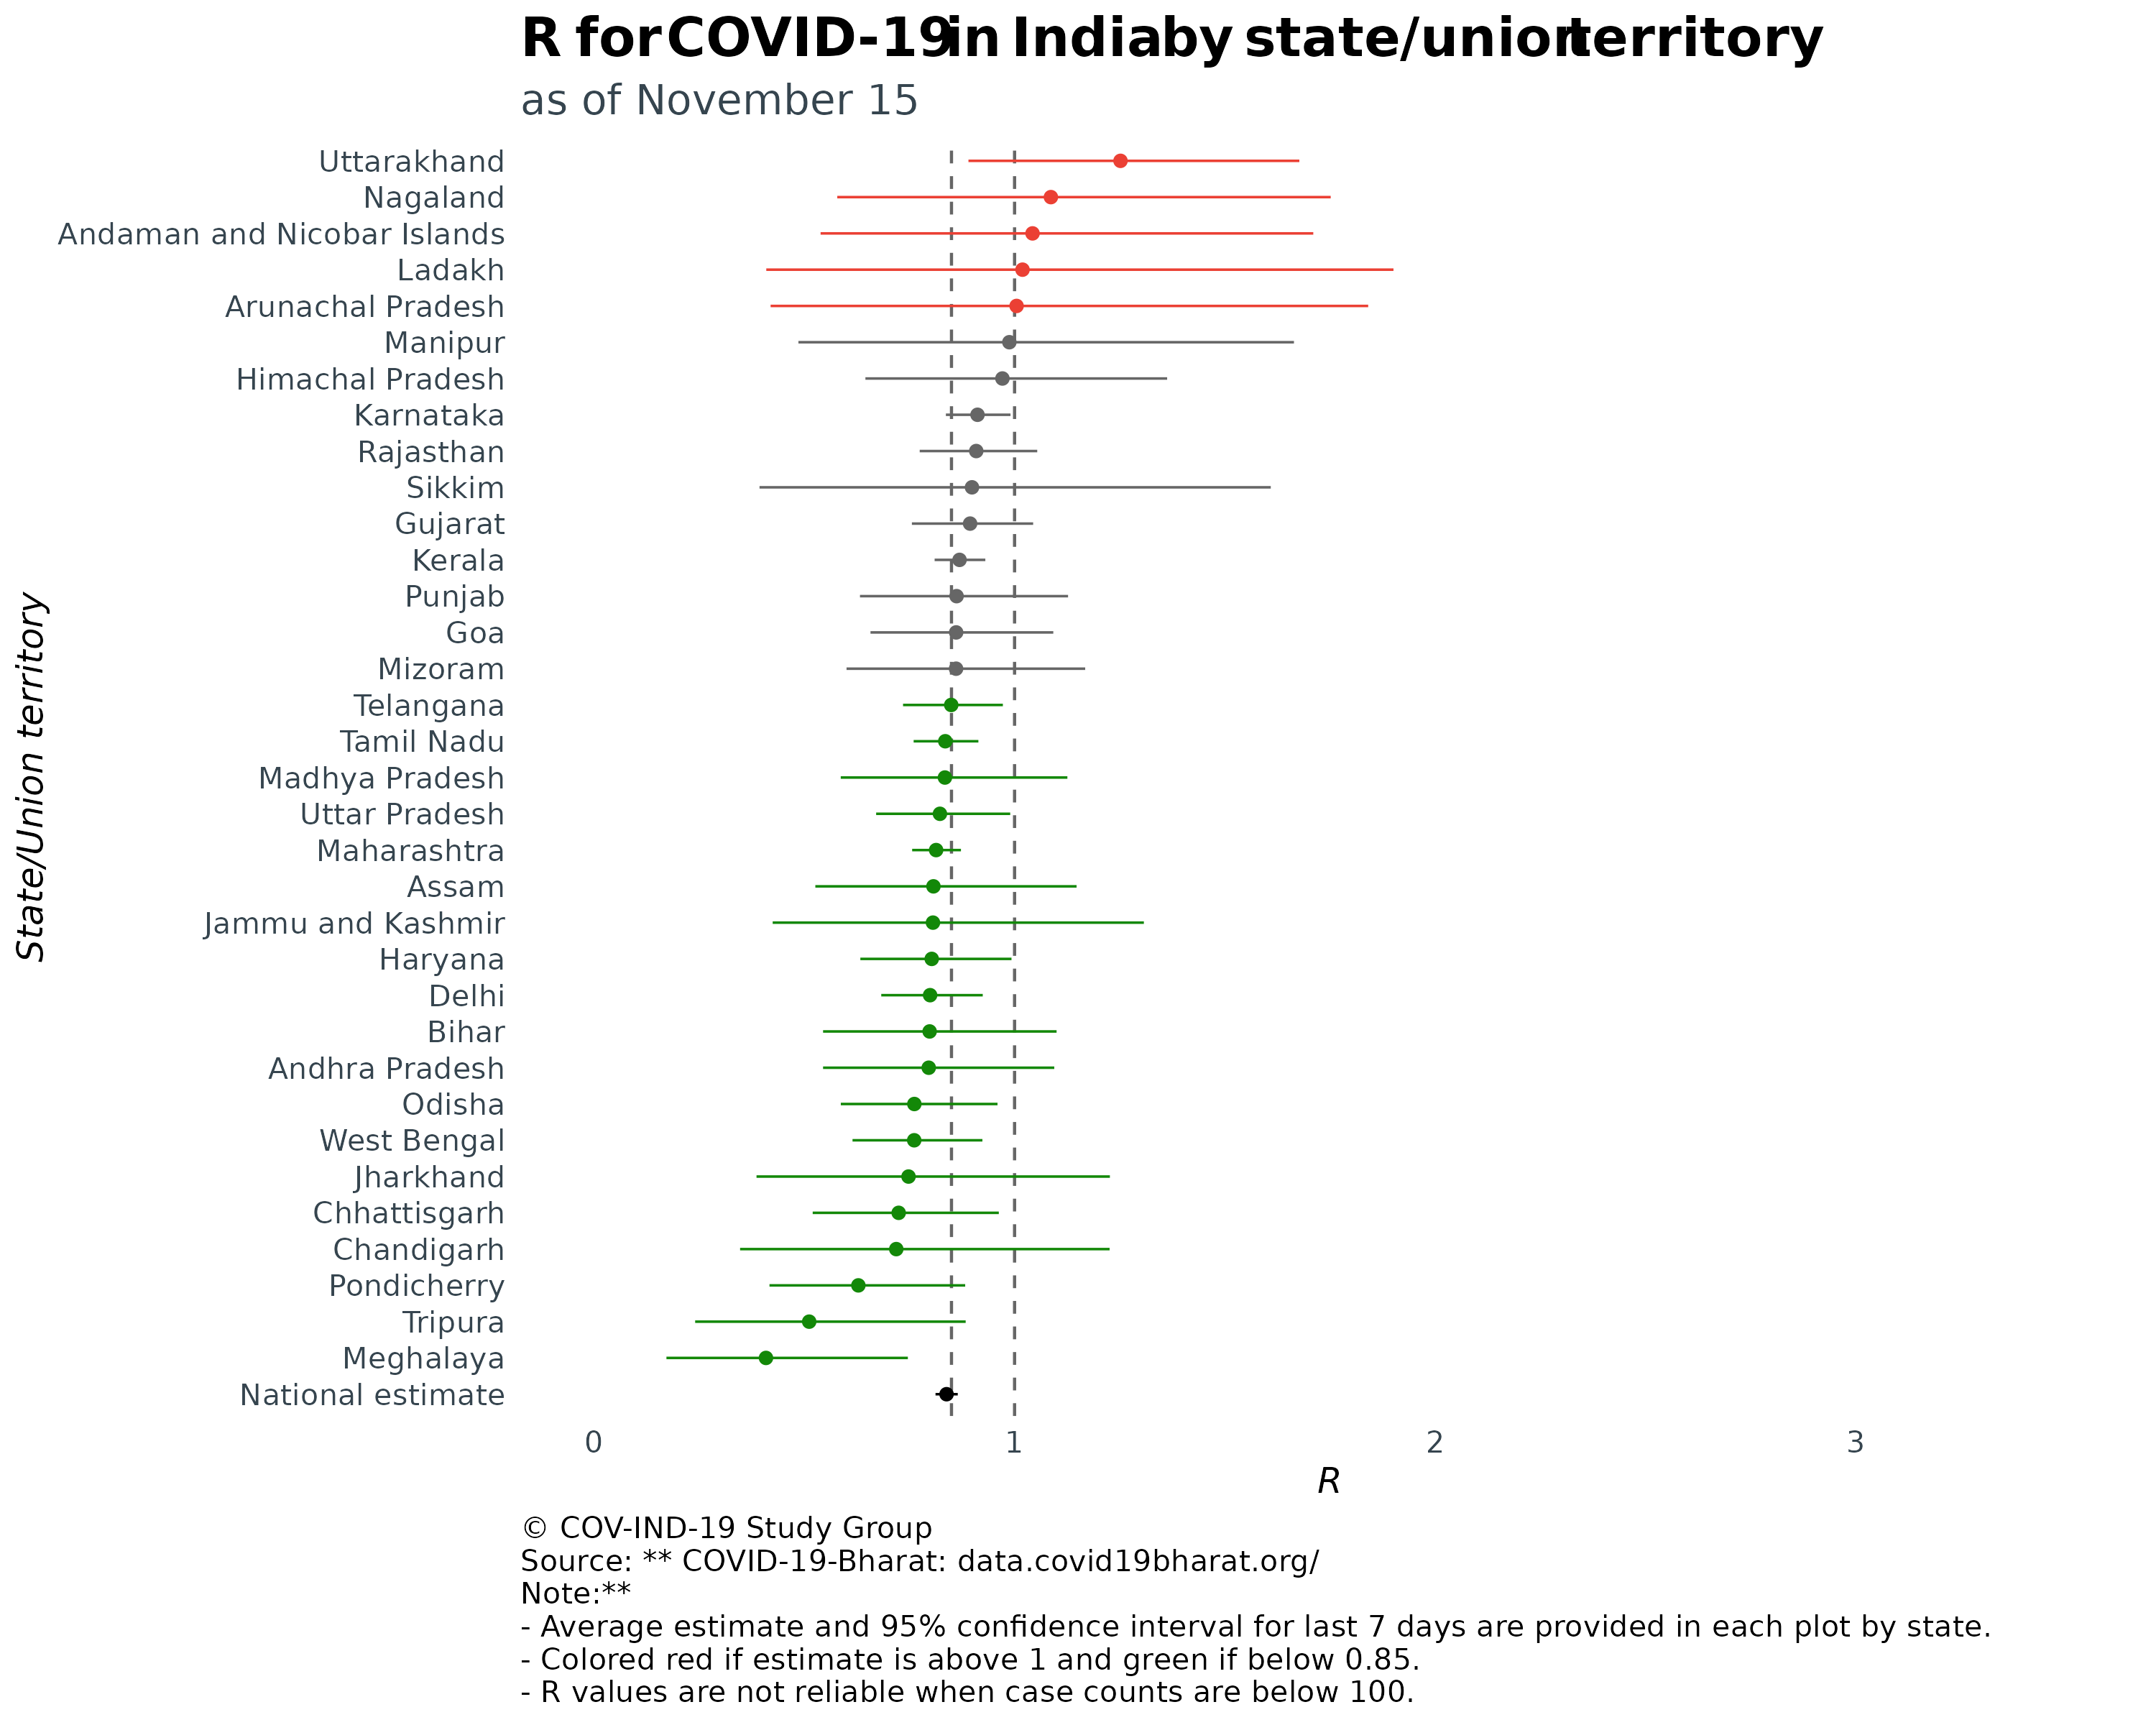 R for COVID-19 in India by state/union territory
as of November 15
State/Union territory
Uttarakhand
Nagaland
Andaman and Nicobar Islands
Ladakh
Arunachal Pradesh
Manipur
Himachal Pradesh
Karnataka
Rajasthan
Sikkim
Gujarat
Kerala
Punjab
Goa
Mizoram
Telangana
Tamil Nadu
Madhya Pradesh
Uttar Pradesh
Maharashtra
Assam
Jammu and Kashmir
Haryana
Delhi
Bihar
Andhra Pradesh
Odisha
West Bengal
Jharkhand
Chhattisgarh
Chandigarh
Pondicherry
Tripura
Meghalaya
National estimate
0 1 2 3
R
© COV-IND-19 Study Group
Source: ** COVID-19-Bharat: data.covid19bharat.org/
Note:**
- Average estimate and 95% confidence interval for last 7 days are provided in each plot by state.
- Colored red if estimate is above 1 and green if below 0.85.
- R values are not reliable when case counts are below 100.